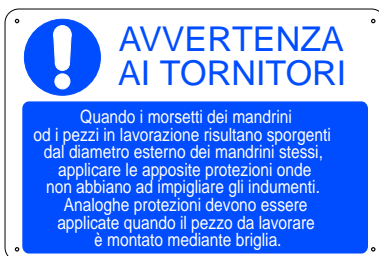 AVVERTENZA
AI TORNITORI
Quando i morsetti dei mandrini
od i pezzi in lavorazione risultano sporgenti
dal diametro esterno dei mandrini stessi,
applicare le apposite protezioni onde
non abbiano ad impigliare gli indumenti.
Analoghe protezioni devono essere
applicate quando il pezzo da lavorare
è montato mediante briglia.